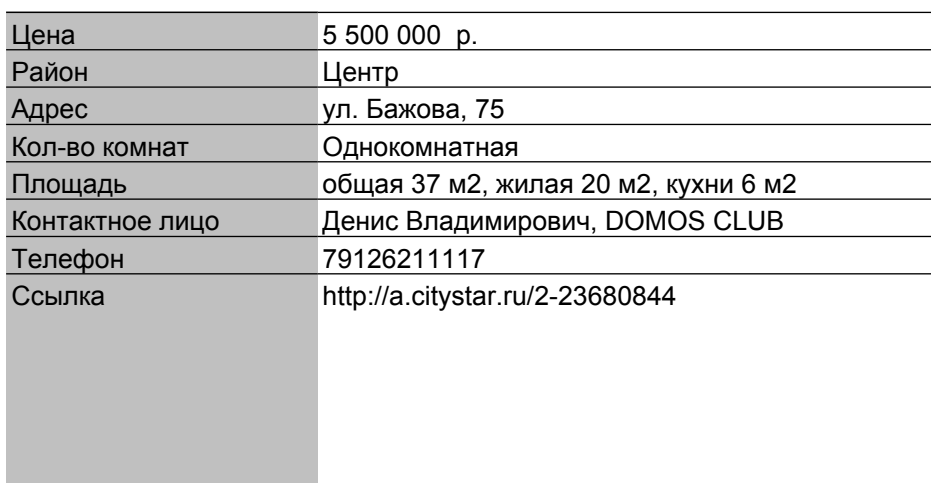 Цена 5 500 000 р.
Район Центр
Адрес ул. Бажова, 75
Кол-во комнат Однокомнатная
Площадь общая 37 м2, жилая 20 м2, кухни 6 м2
Контактное лицо Денис Владимирович, DOMOS CLUB
Телефон 79126211117
Ссылка http://a.citystar.ru/2-23680844